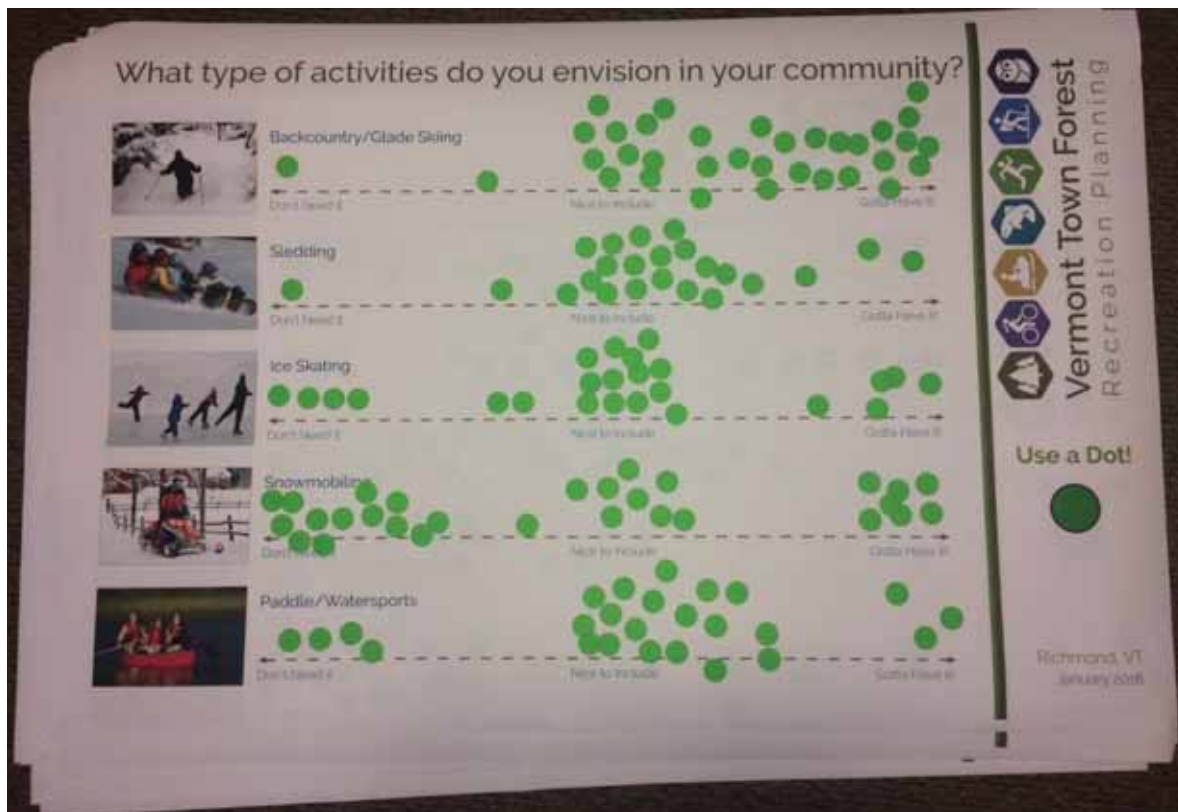 What type of activities do you envision in your community?
Backcountry/Glade Skiing
Don't Need it
Nice to Include
Gotta Have it!
Sledding
Don't Need it
Nice to Include
Gotta Have it!
Ice Skating
Don't Need it
Nice to Include
Gotta Have it!
Snowmobiling
Don't
Nice to Include
Gotta Have it!
Paddle/Watersports
Don't Need it
Nice to Include
Gotta Have it!
Vermont Town Forest
Recreation Planning
Use a Dot!
Richmond, VT
January 2018